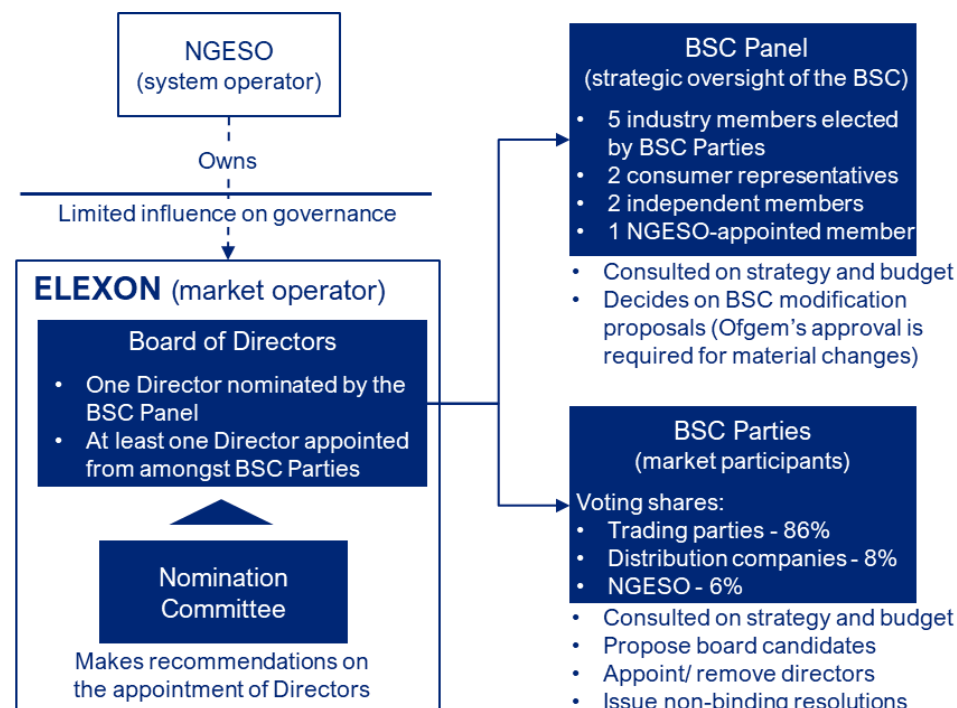 NGESO
(system operator)
Owns
Limited influence on governance
ELEXON (market operator)
Board of Directors
• One Director nominated by the
BSC Panel
• At least one Director appointed
from amongst BSC Parties
Nomination
Committee
Makes recommendations on
the appointment of Directors
BSC Panel
(strategic oversight of the BSC)
• 5 industry members elected
by BSC Parties
• 2 consumer representatives
• 2 independent members
• 1 NGESO-appointed member
• Consulted on strategy and budget
• Decides on BSC modification
proposals (Ofgem's approval is
required for material changes)
BSC Parties
(market participants)
Voting shares:
• Trading parties - 86%
• Distribution companies - 8%
• NGESO - 6%
• Consulted on strategy and budget
• Propose board candidates
• Appoint/ remove directors
• Issue non-binding resolutions